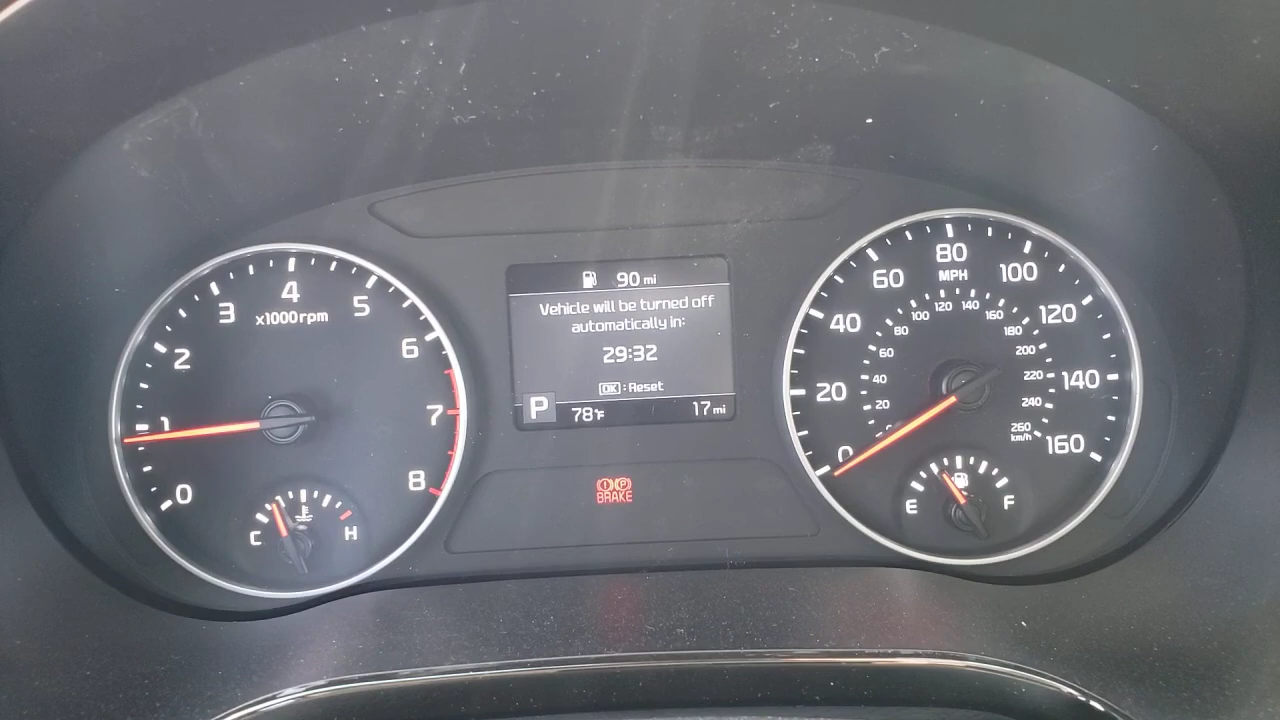 90 mi
Vehicle will be turned off
automatically in:
29:32
OK : Reset
P 78°F 17 mi
BRAKE
0
1
2
3
4
5
6
7
8
x1000rpm
C H
0
20
40
60
80
100
120
140
160
MPH
20
40
60
80
100
120
140
160
180
200
220
240
260
km/h
E F